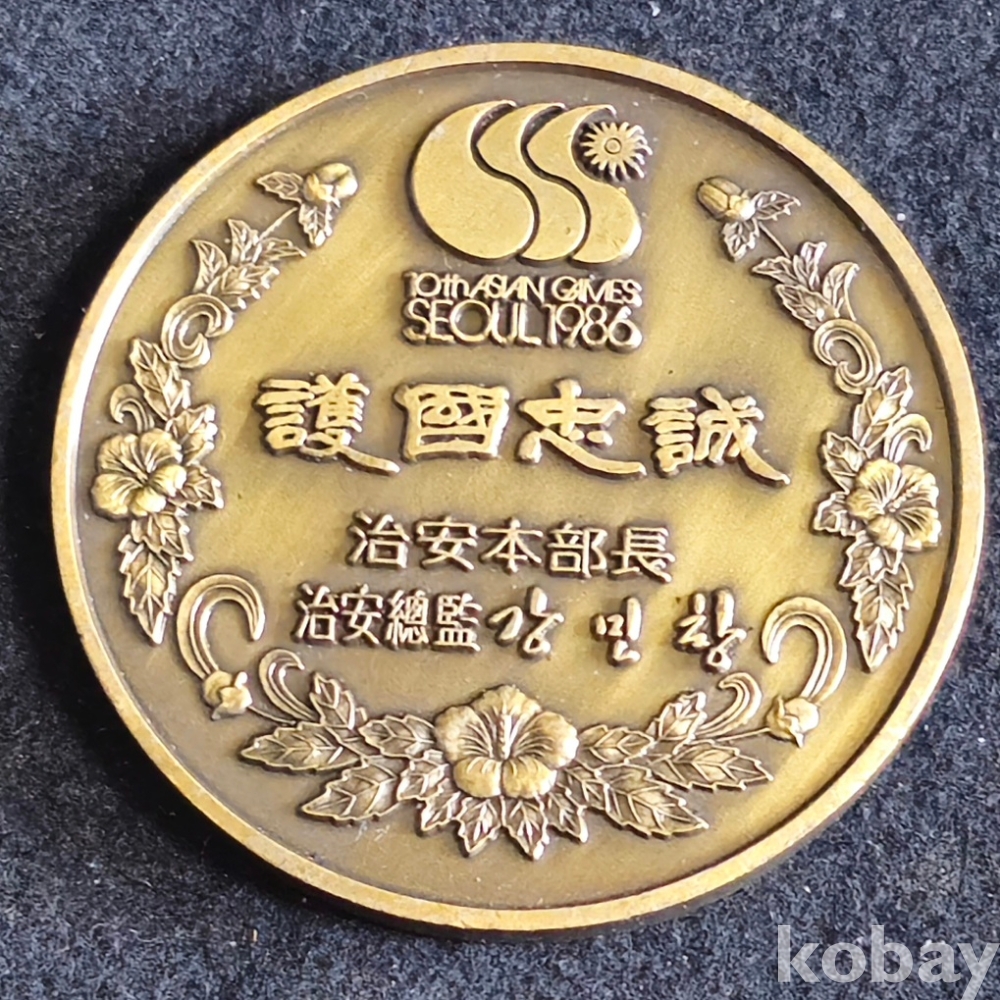 10th ASIAN GAMES
SEOUL 1986
護國忠誠
治安本部長
治安總監 강민창
kobay